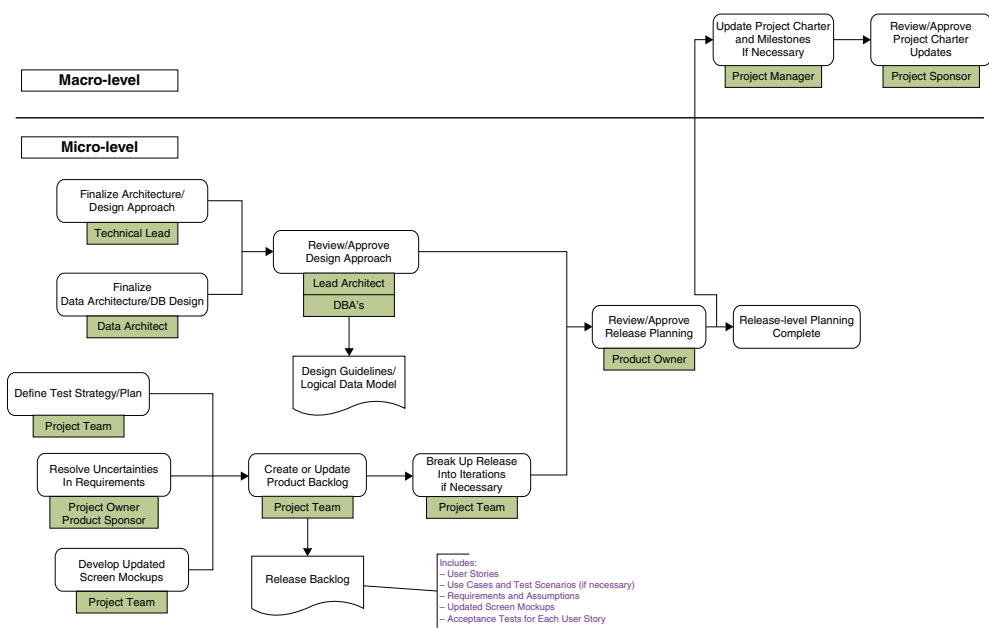 Update Project Charter
and Milestones
If Necessary
Project Manager
Review/Approve
Project Charter
Updates
Project Sponsor
Macro-level
Micro-level
Finalize Architecture/
Design Approach
Technical Lead
Finalize
Data Architecture/DB Design
Data Architect
Review/Approve
Design Approach
Lead Architect
DBA's
Design Guidelines/
Logical Data Model
Review/Approve
Release Planning
Product Owner
Release-level Planning
Complete
Define Test Strategy/Plan
Project Team
Resolve Uncertainties
In Requirements
Project Owner
Product Sponsor
Develop Updated
Screen Mockups
Project Team
Create or Update
Product Backlog
Project Team
Break Up Release
Into Iterations
if Necessary
Project Team
Release Backlog
Includes:
– User Stories
– Use Cases and Test Scenarios (if necessary)
– Requirements and Assumptions
– Updated Screen Mockups
– Acceptance Tests for Each User Story